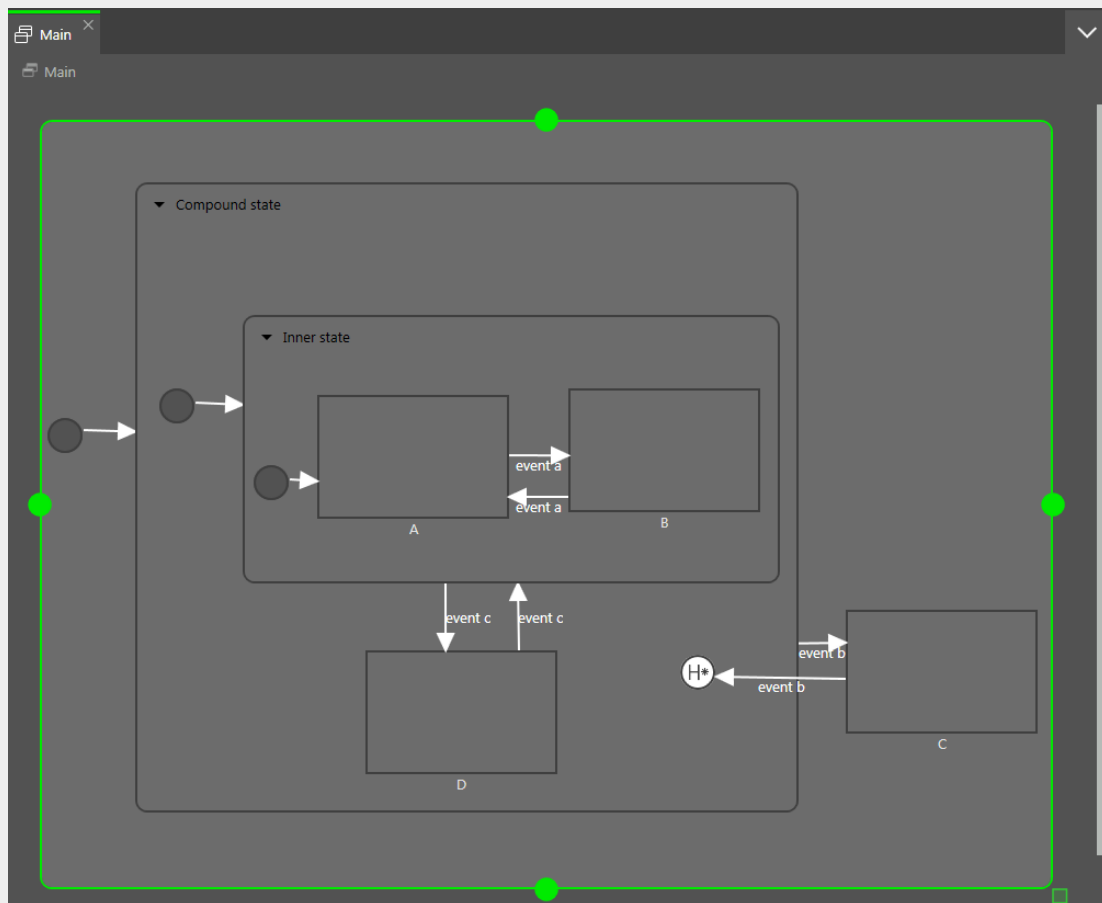 Main
Main
Compound state
Inner state
event a
event a
A
B
event c
event c
event b
H*
event b
C
D